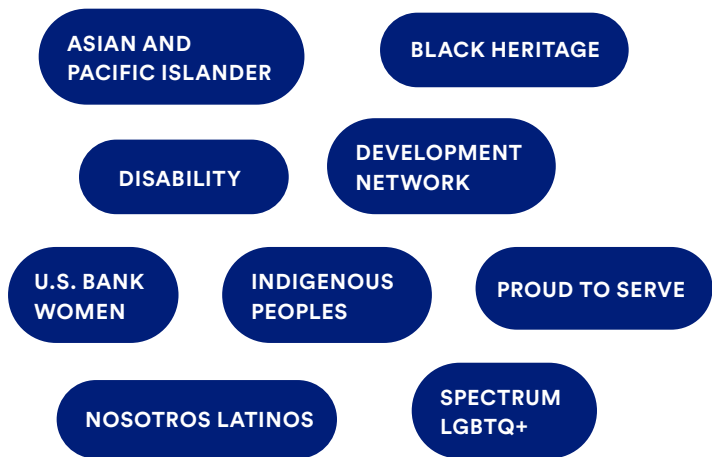 ASIAN AND
PACIFIC ISLANDER
BLACK HERITAGE
DISABILITY
DEVELOPMENT
NETWORK
U.S. BANK
WOMEN
INDIGENOUS
PEOPLES
PROUD TO SERVE
NOSOTROS LATINOS
SPECTRUM
LGBTQ+